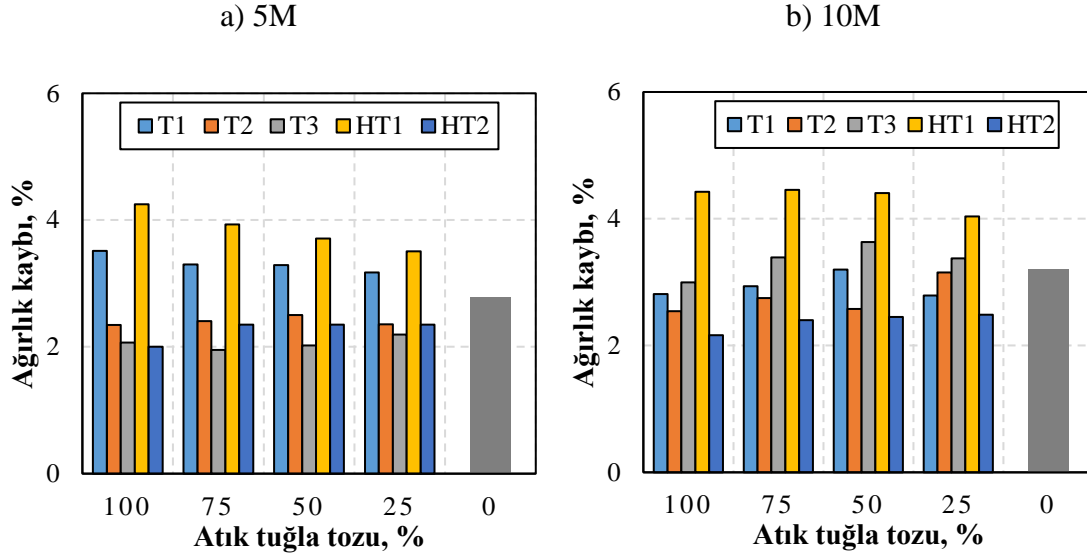 a) 5M
6
T1 T2 T3 HT1 HT2
4
2
0
Ağırlık kaybı, %
100 75 50 25 0
Atık tuğla tozu, %
b) 10M
6
T1 T2 T3 HT1 HT2
4
2
0
Ağırlık kaybı, %
100 75 50 25 0
Atık tuğla tozu, %